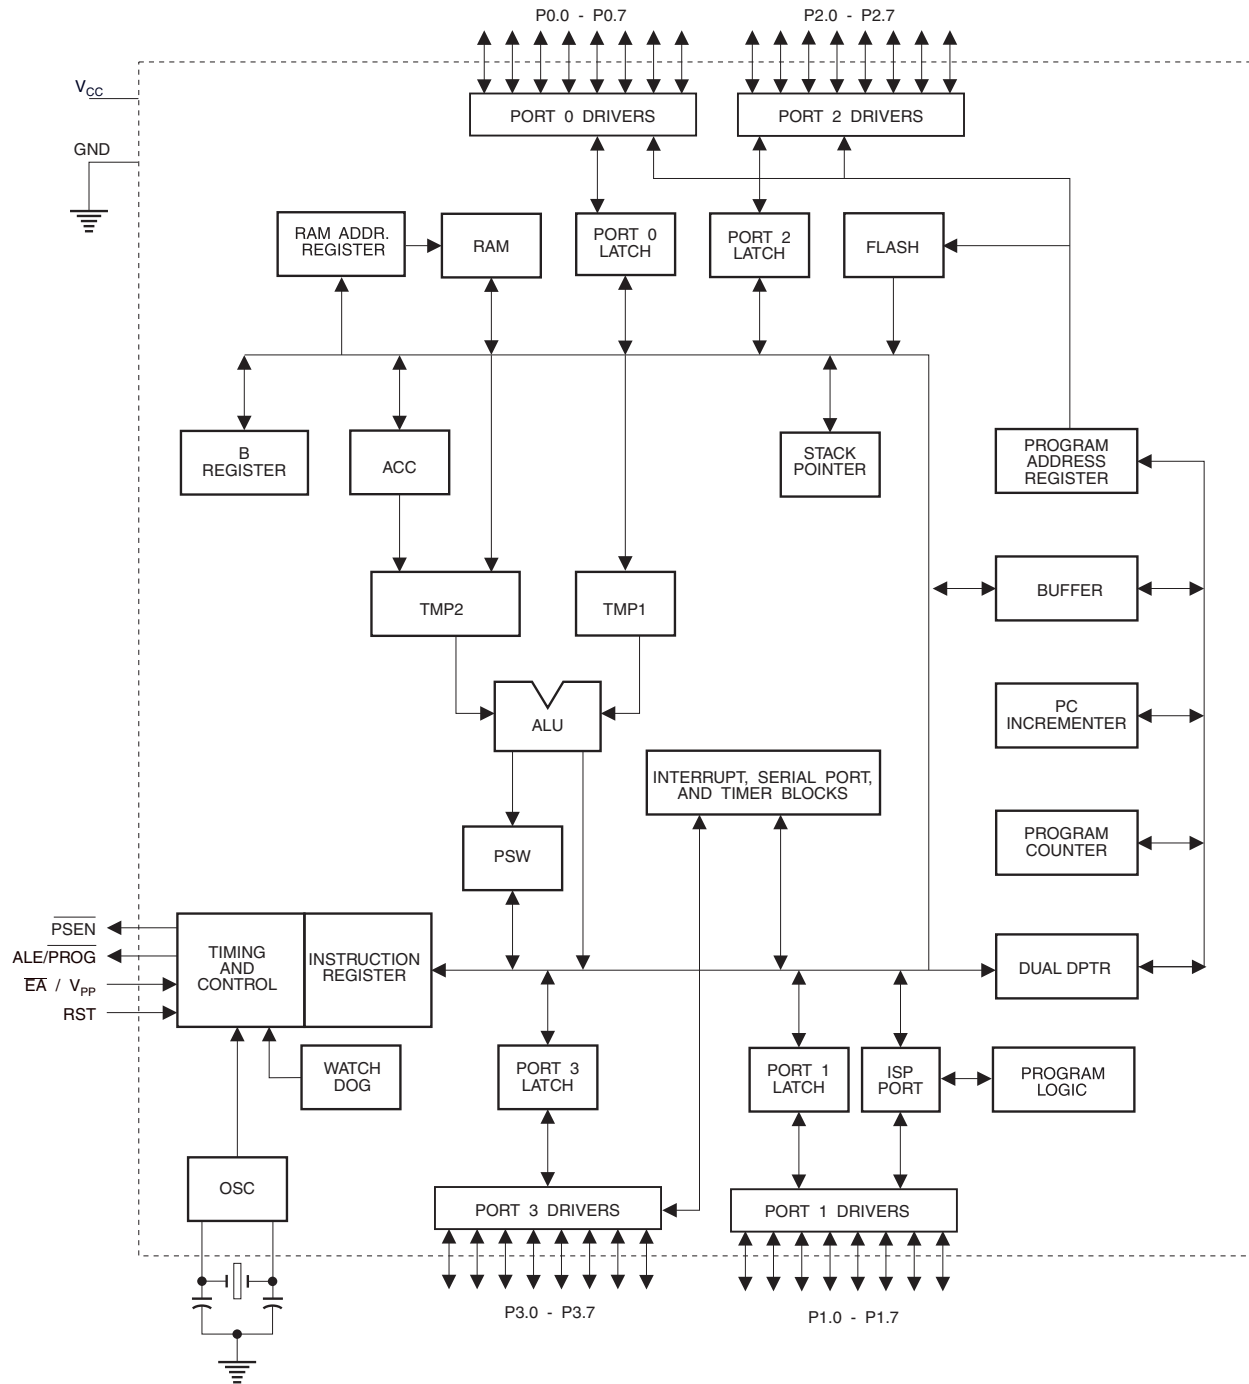 P0.0 - P0.7
P2.0 - P2.7
VCC
PORT 0 DRIVERS
PORT 2 DRIVERS
GND
RAM ADDR.
REGISTER
RAM
PORT 0
LATCH
PORT 2
LATCH
FLASH
B
REGISTER
ACC
STACK
POINTER
PROGRAM
ADDRESS
REGISTER
TMP2
TMP1
BUFFER
ALU
PC
INCREMENTER
INTERRUPT, SERIAL PORT,
AND TIMER BLOCKS
PSW
PROGRAM
COUNTER
PSEN
ALE/PROG
EA / VPP
RST
TIMING
AND
CONTROL
INSTRUCTION
REGISTER
DUAL DPTR
WATCH
DOG
PORT 3
LATCH
PORT 1
LATCH
ISP
PORT
PROGRAM
LOGIC
OSC
PORT 3 DRIVERS
PORT 1 DRIVERS
P3.0 - P3.7
P1.0 - P1.7